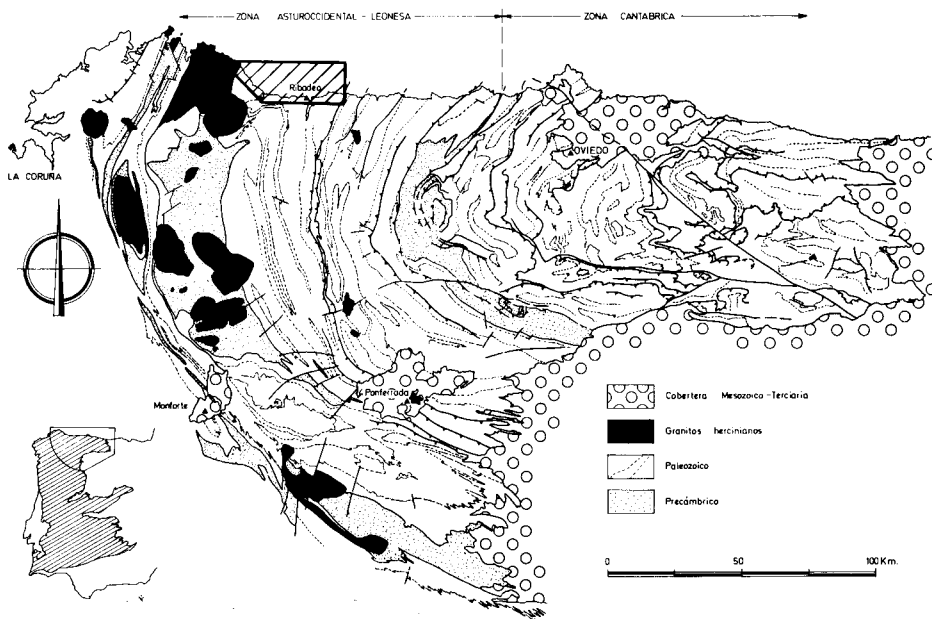 ZONA ASTUROCCIDENTAL - LEONESA
ZONA CANTABRICA
Ribadeo
OVIEDO
LA CORUÑA
Monforte
Ponferrada
Cobertera Mesozoica - Terciaria
Granitos hercinianos
Paleozoico
Precámbrico
0 50 100 Km.